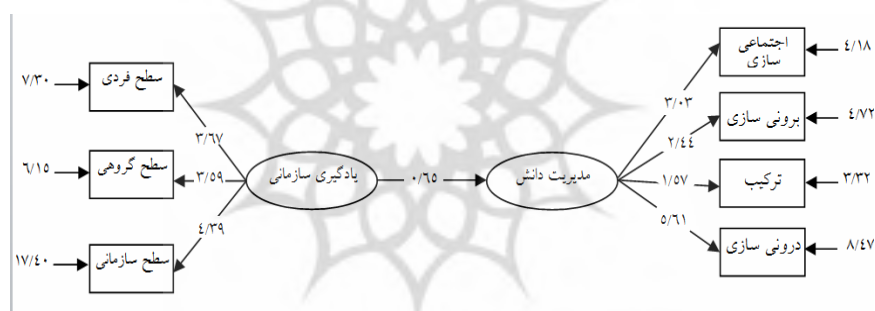 اجتماعی
سازی
۴/۱۸
۳/۰۳
برونی سازی
۴/۷۲
۲/۴۴
ترکیب
۳/۳۲
۱/۵۷
درونی سازی
۸/۴۷
۵/۶۱
مدیریت دانش
۰/۶۵
یادگیری سازمانی
سطح فردی
۷/۳۰
۳/۶۷
سطح گروهی
۶/۱۵
۳/۵۹
سطح سازمانی
۱۷/۴۰
۴/۳۹